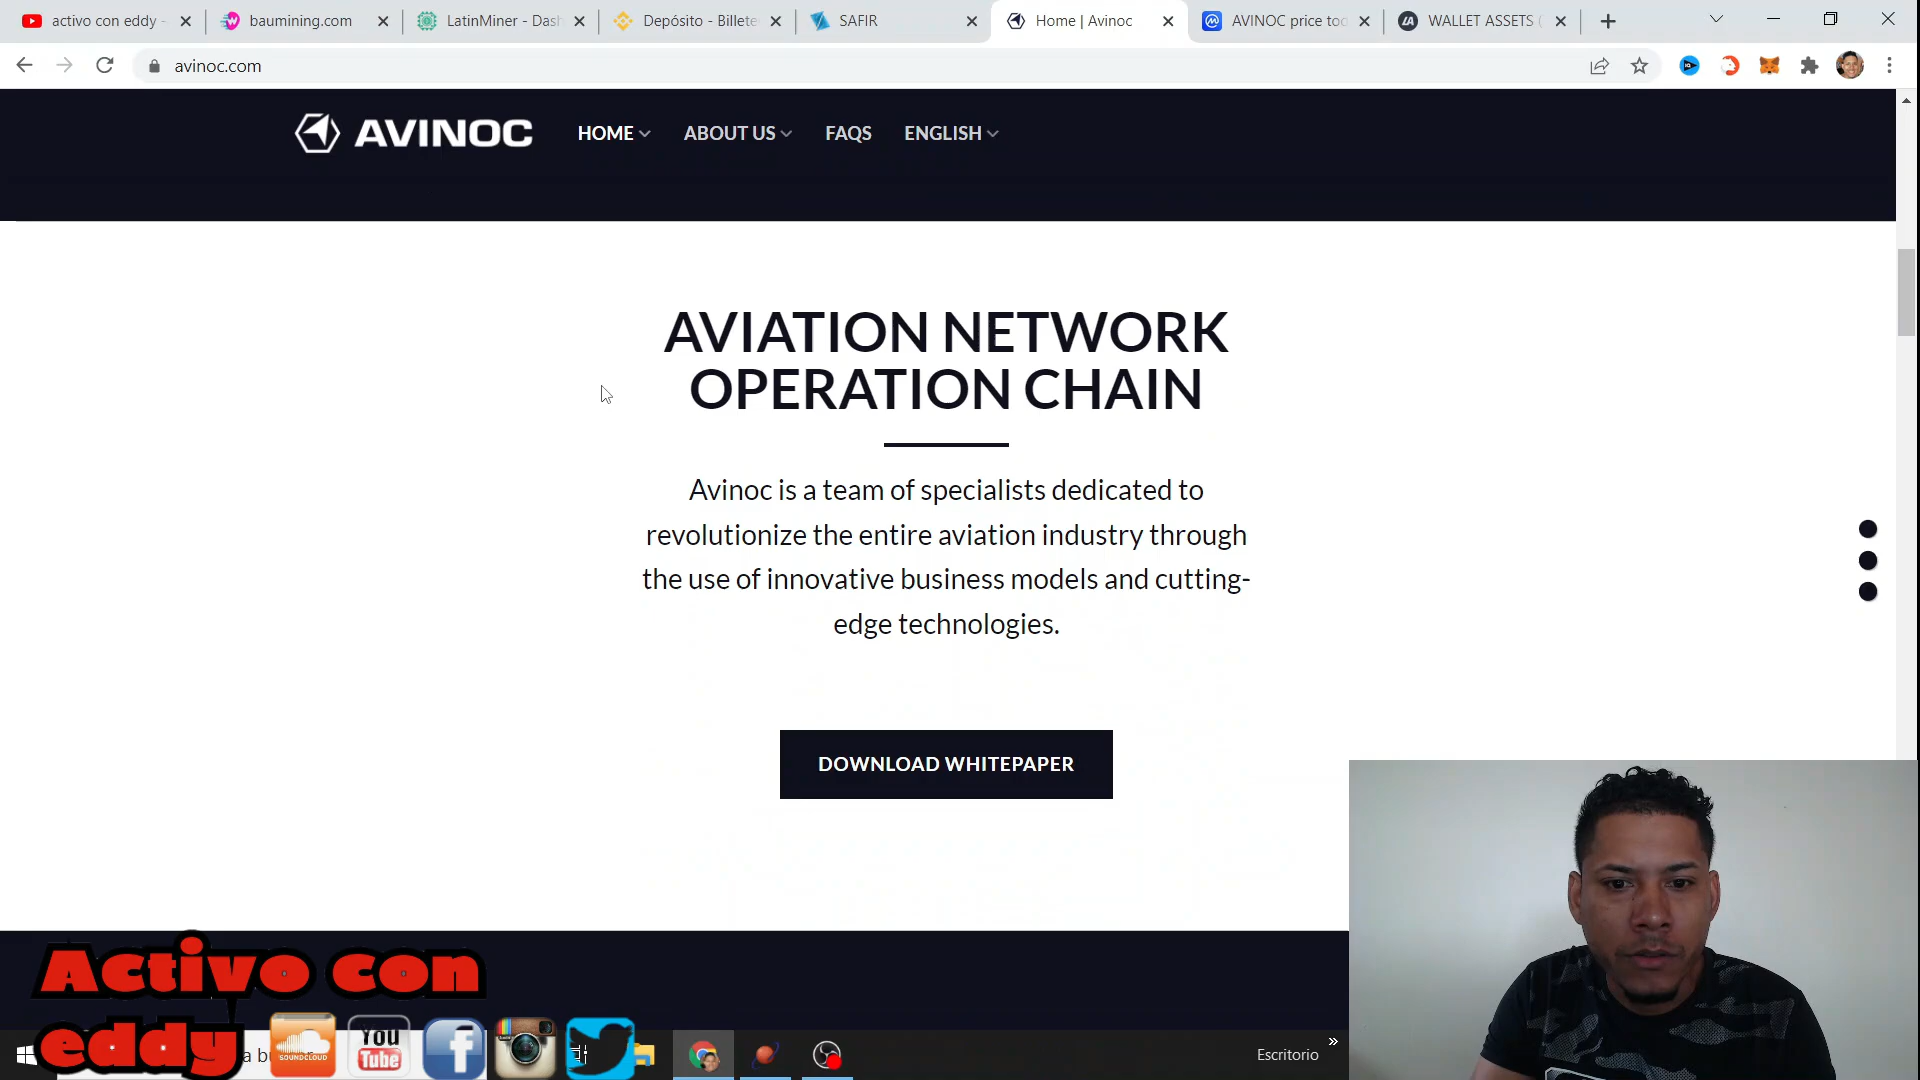 activo con eddy -
baumining.com
LatinMiner - Dash
Depósito - Billete
SAFIR
Home | Avinoc
AVINOC price tod
WALLET ASSETS (
avinoc.com
AVINOC
HOME
ABOUT US
FAQS
ENGLISH
AVIATION NETWORK
OPERATION CHAIN
Avinoc is a team of specialists dedicated to
revolutionize the entire aviation industry through
the use of innovative business models and cutting-
edge technologies.
DOWNLOAD WHITEPAPER
Activo con
eddy
a bu
SOUNDCLOUD
You
Tube
Escritorio